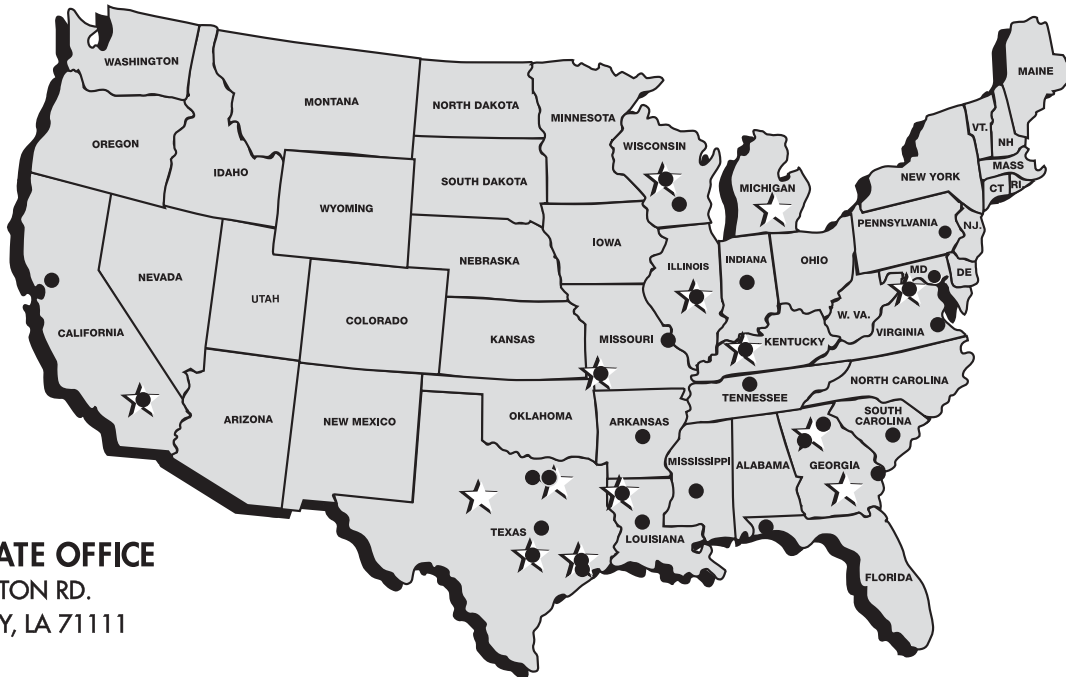 WASHINGTON
MONTANA
NORTH DAKOTA
MINNESOTA
MAINE
OREGON
IDAHO
WISCONSIN
VT.
NH
SOUTH DAKOTA
MICHIGAN
NEW YORK
MASS
WYOMING
CT
RI.
IOWA
PENNSYLVANIA
NJ.
NEBRASKA
ILLINOIS
INDIANA
OHIO
MD
DE
NEVADA
UTAH
COLORADO
W. VA.
CALIFORNIA
KANSAS
MISSOURI
KENTUCKY
VIRGINIA
NORTH CAROLINA
TENNESSEE
ARIZONA
NEW MEXICO
OKLAHOMA
ARKANSAS
SOUTH
CAROLINA
MISSISSIPPI
ALABAMA
GEORGIA
TEXAS
LOUISIANA
FLORIDA
ATE OFFICE
TON RD.
Y, LA 71111